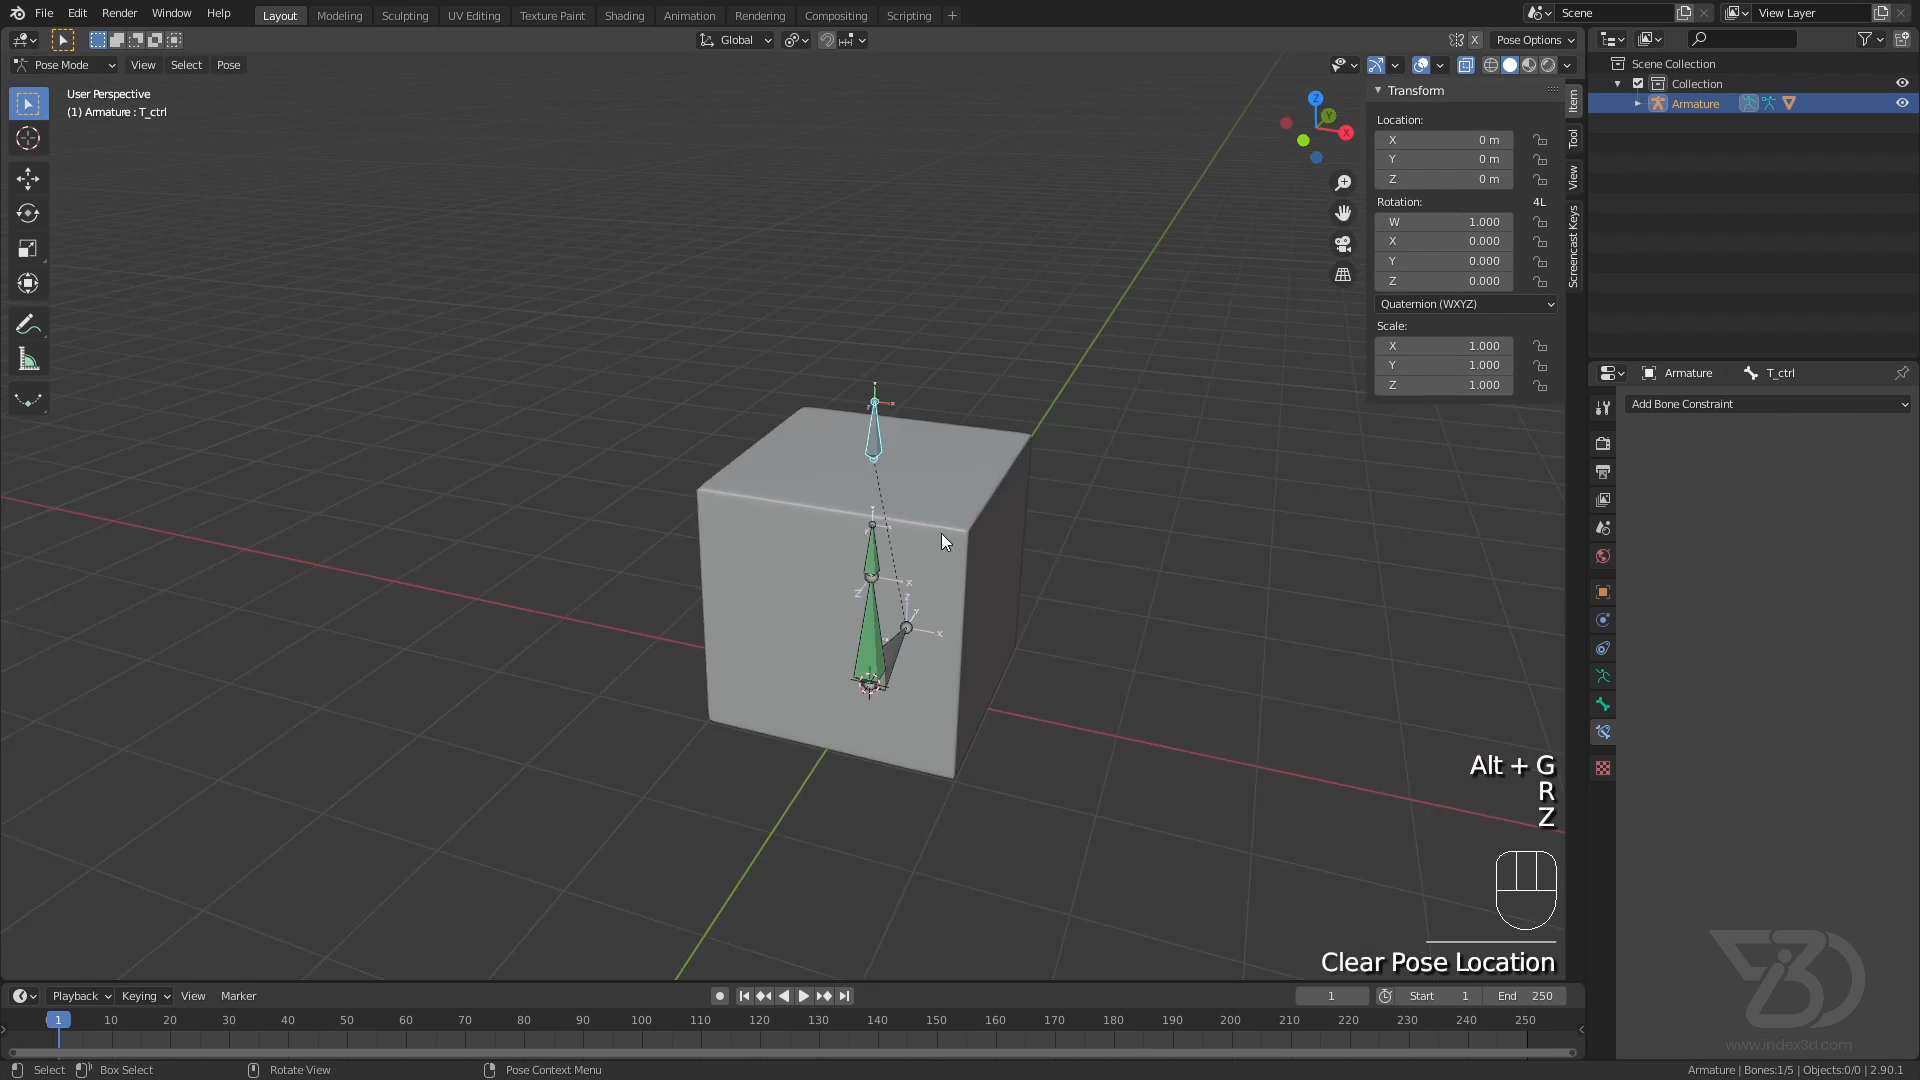 File Edit Render Window Help Layout Modeling Sculpting UV Editing Texture Paint Shading Animation Rendering Compositing Scripting + Scene View Layer
Global X Pose Options
Pose Mode View Select Pose
User Perspective
(1) Armature : T_ctrl
Transform
Location:
X 0 m
Y 0 m
Z 0 m
Rotation: 4L
W 1.000
X 0.000
Y 0.000
Z 0.000
Quaternion (WXYZ)
Scale:
X 1.000
Y 1.000
Z 1.000
Item
Tool
View
Screencast Keys
Z
Y
X
Scene Collection
Collection
Armature
Armature T_ctrl
Add Bone Constraint
Alt + G
R
Z
Clear Pose Location
Playback Keying View Marker 1 Start 1 End 250
1 10 20 30 40 50 60 70 80 90 100 110 120 130 140 150 160 170 180 190 200 210 220 230 240 250
Select Box Select Rotate View Pose Context Menu Armature | Bones:1/5 | Objects:0/0 | 2.90.1
www.index3d.com